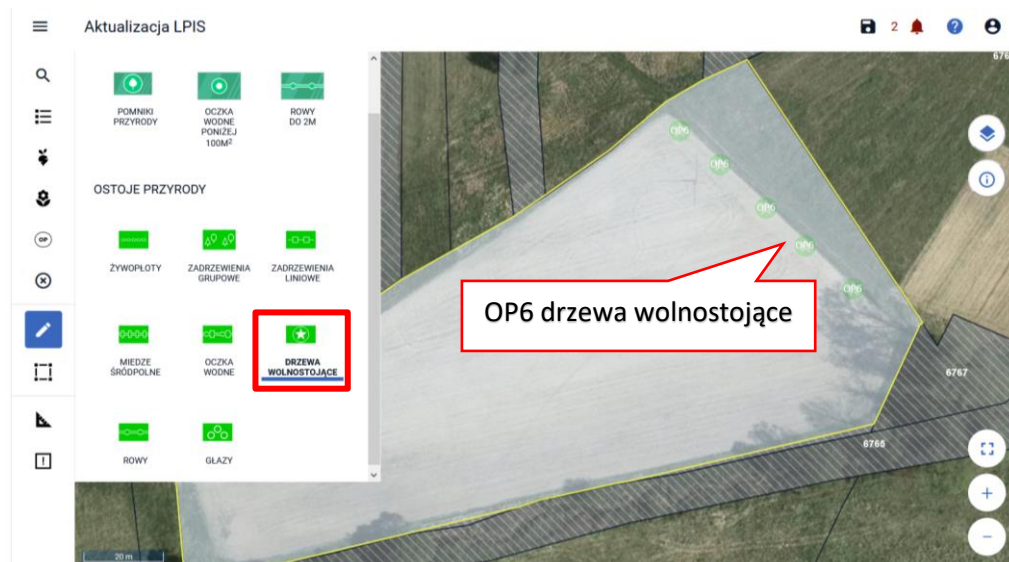 Aktualizacja LPIS
2
?
POMNIKI
PRZYRODY
OCZKA
WODNE
PONIŻEJ
100M²
ROWY
DO 2M
OSTOJE PRZYRODY
OP
ŻYWOPŁOTY
ZADRZEWIENIA
GRUPOWE
ZADRZEWIENIA
LINIOWE
MIEDZE
ŚRÓDPOLNE
OCZKA
WODNE
DRZEWA
WOLNOSTOJĄCE
ROWY
GŁAZY
676
OP6
OP6
OP6
OP6
OP6
OP6 drzewa wolnostojące
6767
6765
20 m